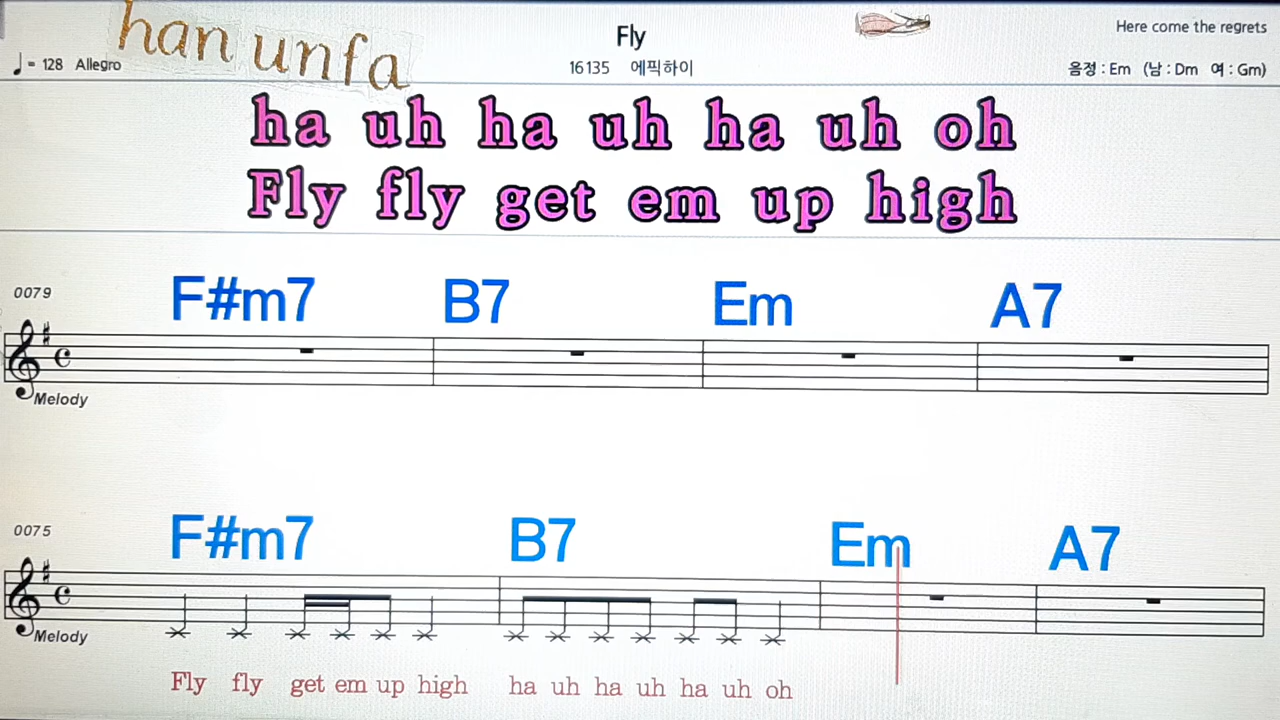 han unfa
Fly
Here come the regrets
♩= 128 Allegro
16135 에픽하이
음정 : Em (남 : Dm 여 : Gm)
ha uh ha uh ha uh oh
Fly fly get em up high
0079
F#m7 B7 Em A7
Melody
0075
F#m7 B7 Em A7
Melody
Fly fly get em up high ha uh ha uh ha uh oh